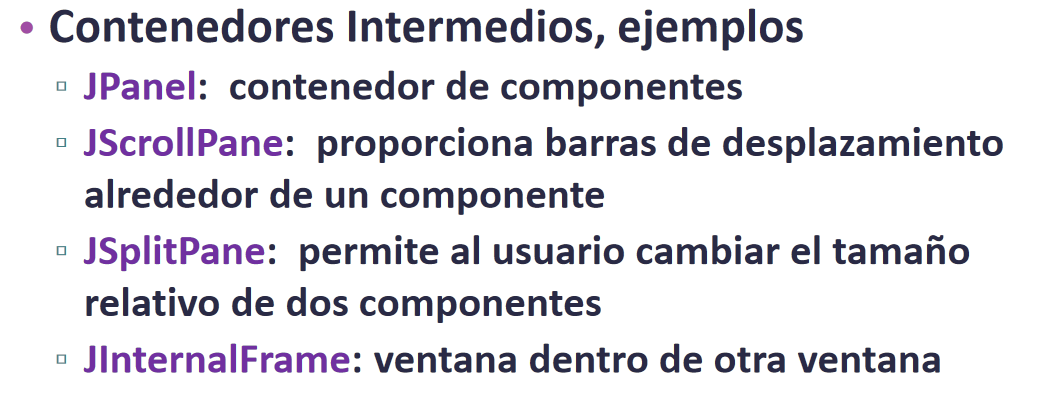 • Contenedores Intermedios, ejemplos
▫ JPanel: contenedor de componentes
▫ JScrollPane: proporciona barras de desplazamiento
alrededor de un componente
▫ JSplitPane: permite al usuario cambiar el tamaño
relativo de dos componentes
▫ JInternalFrame: ventana dentro de otra ventana